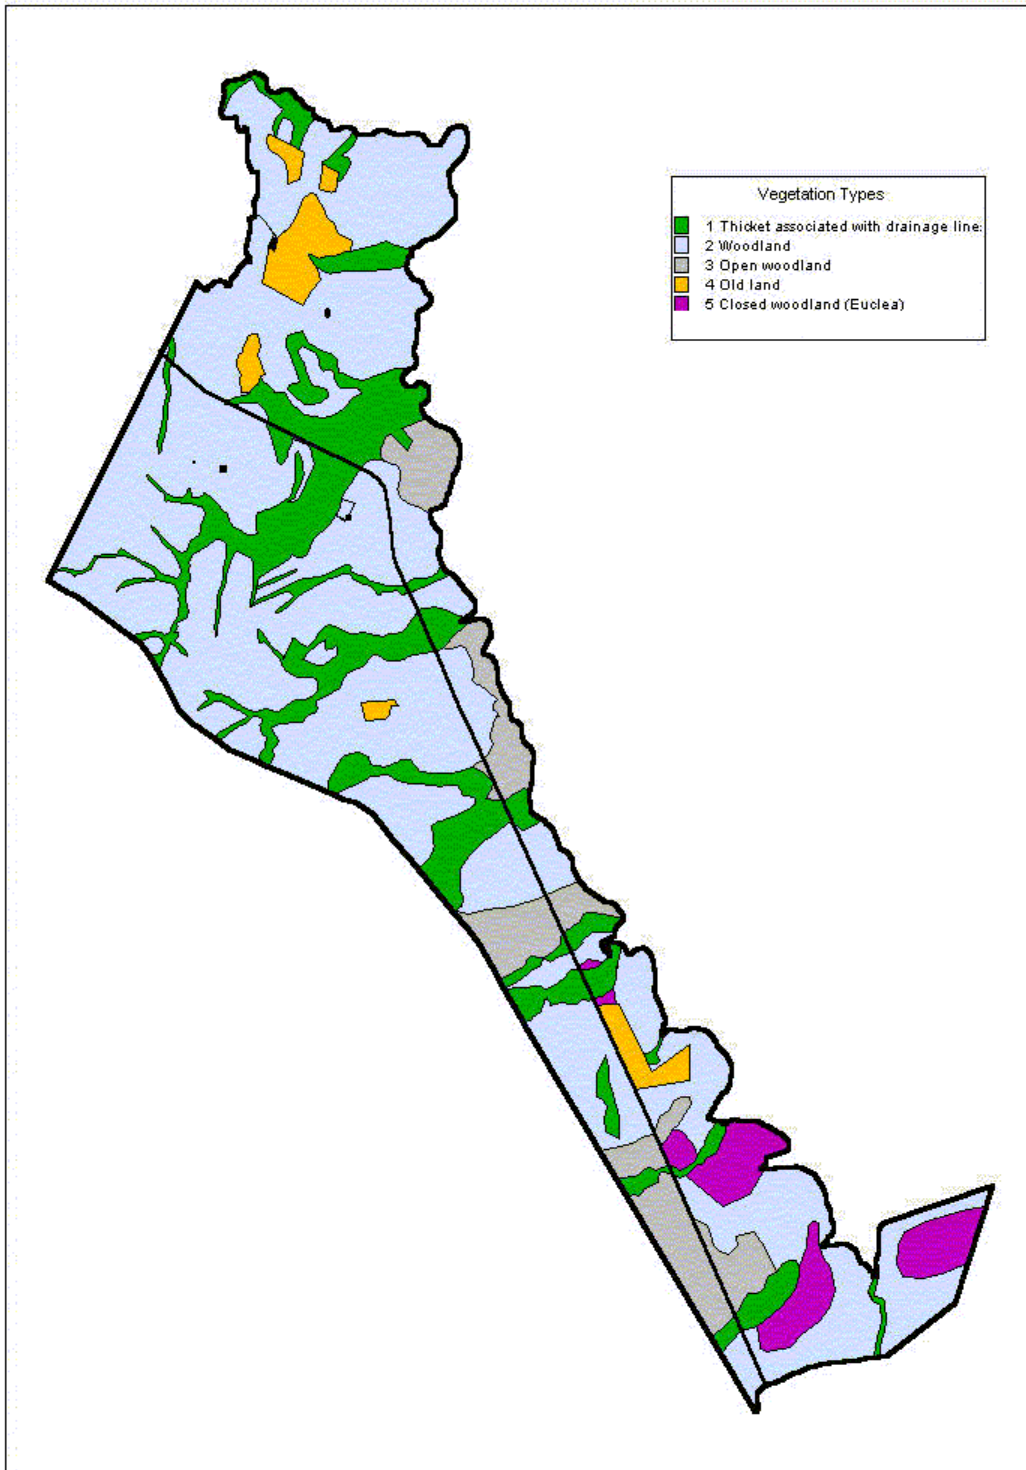 Vegetation Types
1 Thicket associated with drainage line:
2 Woodland
3 Open woodland
4 Old land
5 Closed woodland (Euclea)